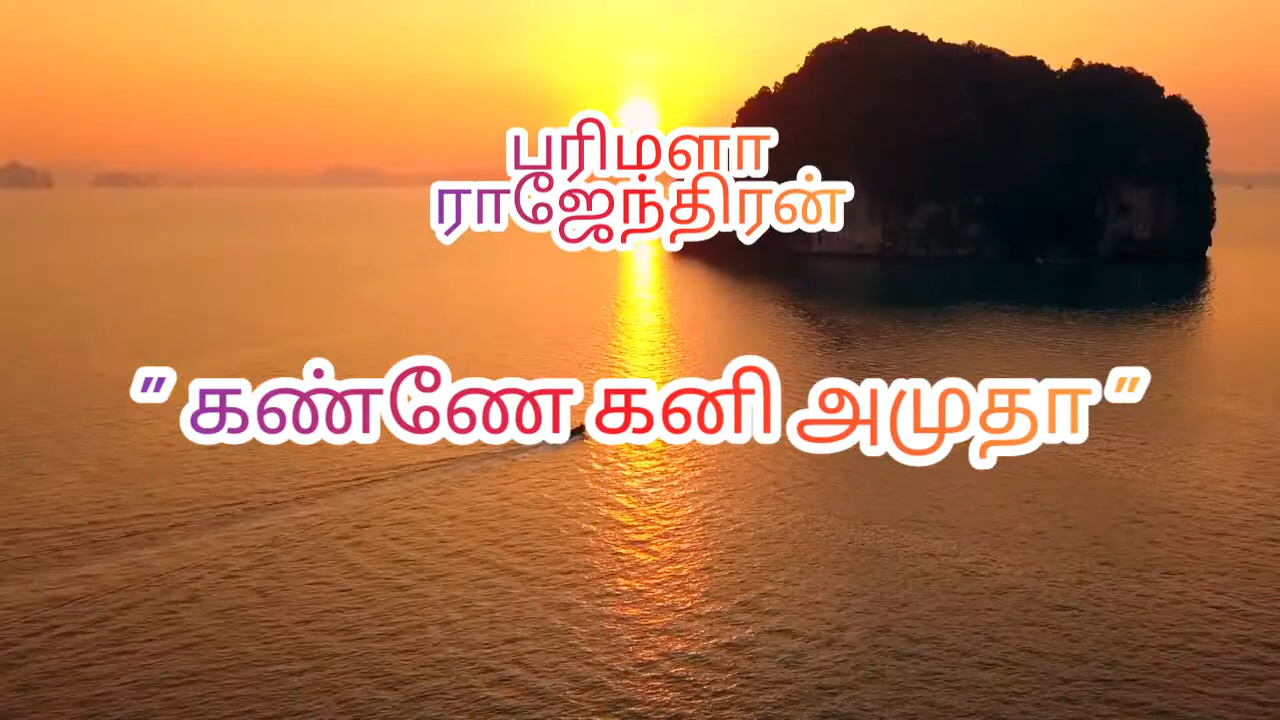 பரிமளா
ராஜேந்திரன்
" கண்ணே கனி அமுதா "